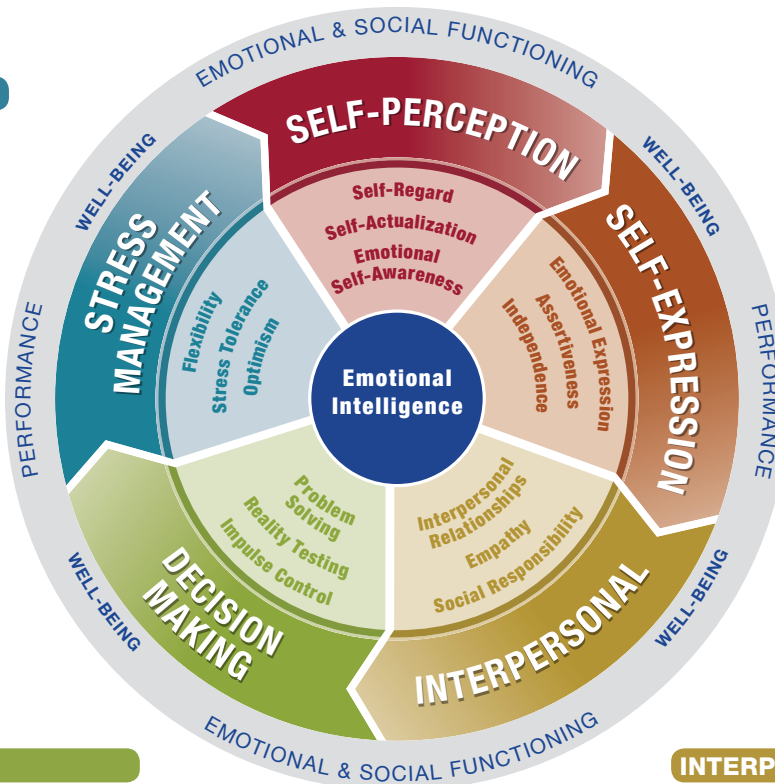 EMOTIONAL & SOCIAL FUNCTIONING
WELL-BEING
WELL-BEING
PERFORMANCE
PERFORMANCE
WELL-BEING
WELL-BEING
EMOTIONAL & SOCIAL FUNCTIONING
SELF-PERCEPTION
Self-Regard
Self-Actualization
Emotional
Self-Awareness
SELF-EXPRESSION
Emotional Expression
Assertiveness
Independence
INTERPERSONAL
Interpersonal
Relationships
Empathy
Social Responsibility
DECISION
MAKING
Problem
Solving
Reality Testing
Impulse Control
STRESS
MANAGEMENT
Flexibility
Stress Tolerance
Optimism
Emotional
Intelligence
INTERP